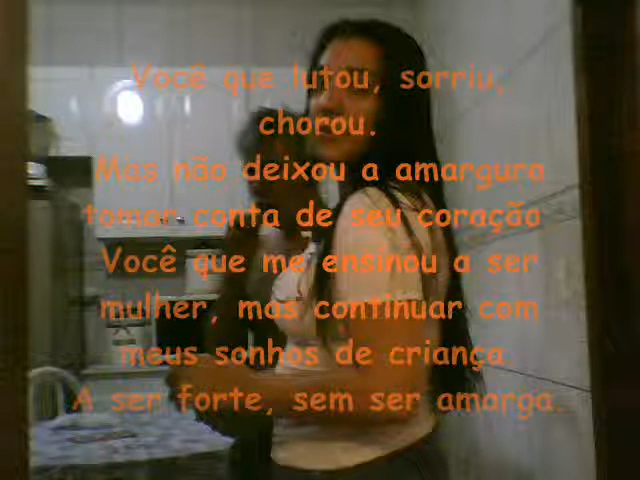 Você que lutou, sorriu,
chorou.
Mas não deixou a amargura
tomar conta de seu coração
Você que me ensinou a ser
mulher, mas continuar com
meus sonhos de criança
A ser forte, sem ser amarga.